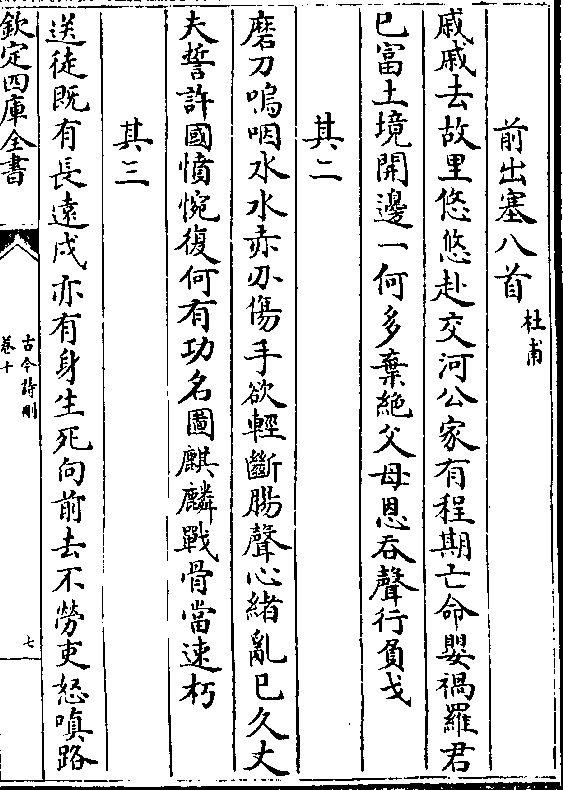 前出塞八首 杜甫
戚戚去故里悠悠赴交河公家有程期亡命嬰禍羅君
已富土境開邊一何多棄絕父母恩吞聲行負戈
其二
磨刀嗚咽水水赤刃傷手欲輕斷腸聲心緒亂已久丈
夫誓許國憤惋復何有功名圖麒麟戰骨當速朽
其三
送徒既有長遠戍亦有身生死向前去不勞吏怒嗔路
欽定四庫全書
古今詩刪
卷十
七